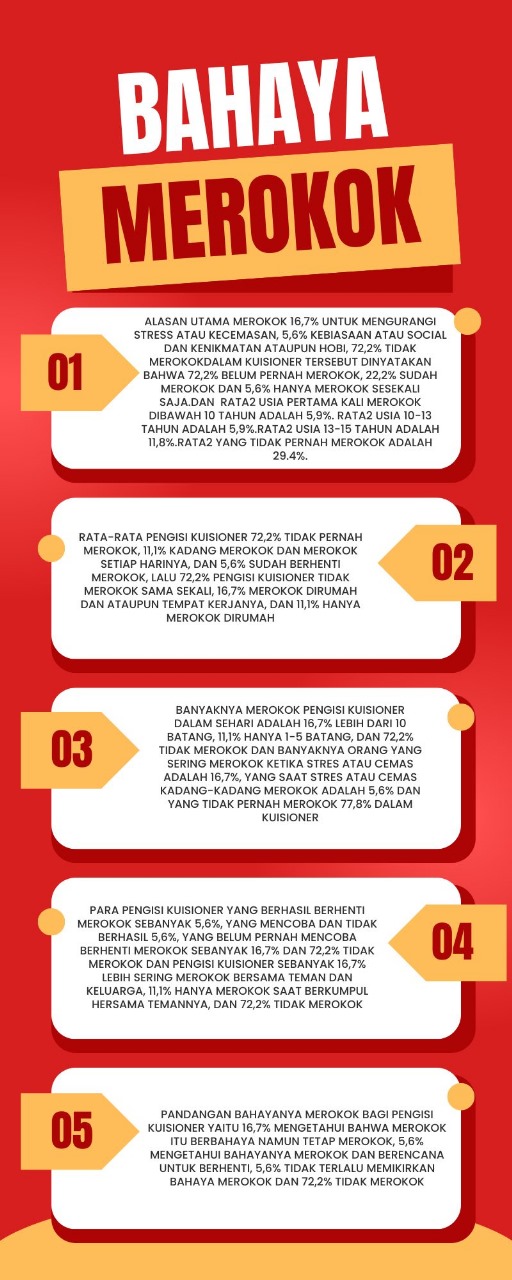 BAHAYA
MEROKOK
01
ALASAN UTAMA MEROKOK 16,7% UNTUK MENGURANGI
STRESS ATAU KECEMASAN, 5,6% KEBIASAAN ATAU SOCIAL
DAN KENIKMATAN ATAUPUN HOBI, 72,2% TIDAK
MEROKOKDALAM KUISIONER TERSEBUT DINYATAKAN
BAHWA 72,2% BELUM PERNAH MEROKOK, 22,2% SUDAH
MEROKOK DAN 5,6% HANYA MEROKOK SESEKALI
SAJA.DAN RATA2 USIA PERTAMA KALI MEROKOK
DIBAWAH 10 TAHUN ADALAH 5,9%. RATA2 USIA 10-13
TAHUN ADALAH 5,9%.RATA2 USIA 13-15 TAHUN ADALAH
11,8%.RATA2 YANG TIDAK PERNAH MEROKOK ADALAH
29.4%.
02
RATA-RATA PENGISI KUISIONER 72,2% TIDAK PERNAH
MEROKOK, 11,1% KADANG MEROKOK DAN MEROKOK
SETIAP HARINYA, DAN 5,6% SUDAH BERHENTI
MEROKOK, LALU 72,2% PENGISI KUISIONER TIDAK
MEROKOK SAMA SEKALI, 16,7% MEROKOK DIRUMAH
DAN ATAUPUN TEMPAT KERJANYA, DAN 11,1% HANYA
MEROKOK DIRUMAH
03
BANYAKNYA MEROKOK PENGISI KUISIONER
DALAM SEHARI ADALAH 16,7% LEBIH DARI 10
BATANG, 11,1% HANYA 1-5 BATANG, DAN 72,2%
TIDAK MEROKOK DAN BANYAKNYA ORANG YANG
SERING MEROKOK KETIKA STRES ATAU CEMAS
ADALAH 16,7%, YANG SAAT STRES ATAU CEMAS
KADANG-KADANG MEROKOK ADALAH 5,6% DAN
YANG TIDAK PERNAH MEROKOK 77,8% DALAM
KUISIONER
04
PARA PENGISI KUISIONER YANG BERHASIL BERHENTI
MEROKOK SEBANYAK 5,6%, YANG MENCOBA DAN TIDAK
BERHASIL 5,6%, YANG BELUM PERNAH MENCOBA
BERHENTI MEROKOK SEBANYAK 16,7% DAN 72,2% TIDAK
MEROKOK DAN PENGISI KUISIONER SEBANYAK 16,7%
LEBIH SERING MEROKOK BERSAMA TEMAN DAN
KELUARGA, 11,1% HANYA MEROKOK SAAT BERKUMPUL
HERSAMA TEMANNYA, DAN 72,2% TIDAK MEROKOK
05
PANDANGAN BAHAYANYA MEROKOK BAGI PENGISI
KUISIONER YAITU 16,7% MENGETAHUI BAHWA MEROKOK
ITU BERBAHAYA NAMUN TETAP MEROKOK, 5,6%
MENGETAHUI BAHAYANYA MEROKOK DAN BERENCANA
UNTUK BERHENTI, 5,6% TIDAK TERLALU MEMIKIRKAN
BAHAYA MEROKOK DAN 72,2% TIDAK MEROKOK